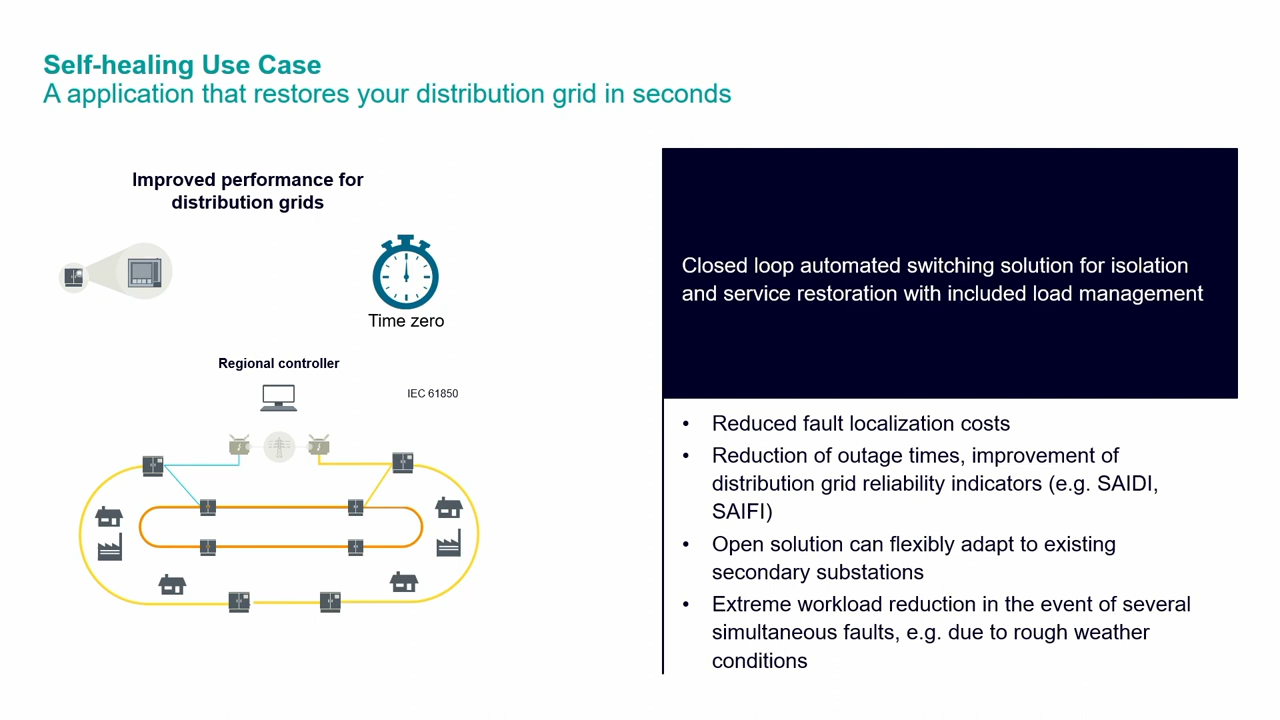 Self-healing Use Case
A application that restores your distribution grid in seconds
Improved performance for
distribution grids
Time zero
Regional controller
IEC 61850
Closed loop automated switching solution for isolation
and service restoration with included load management
• Reduced fault localization costs
• Reduction of outage times, improvement of
distribution grid reliability indicators (e.g. SAIDI,
SAIFI)
• Open solution can flexibly adapt to existing
secondary substations
• Extreme workload reduction in the event of several
simultaneous faults, e.g. due to rough weather
conditions